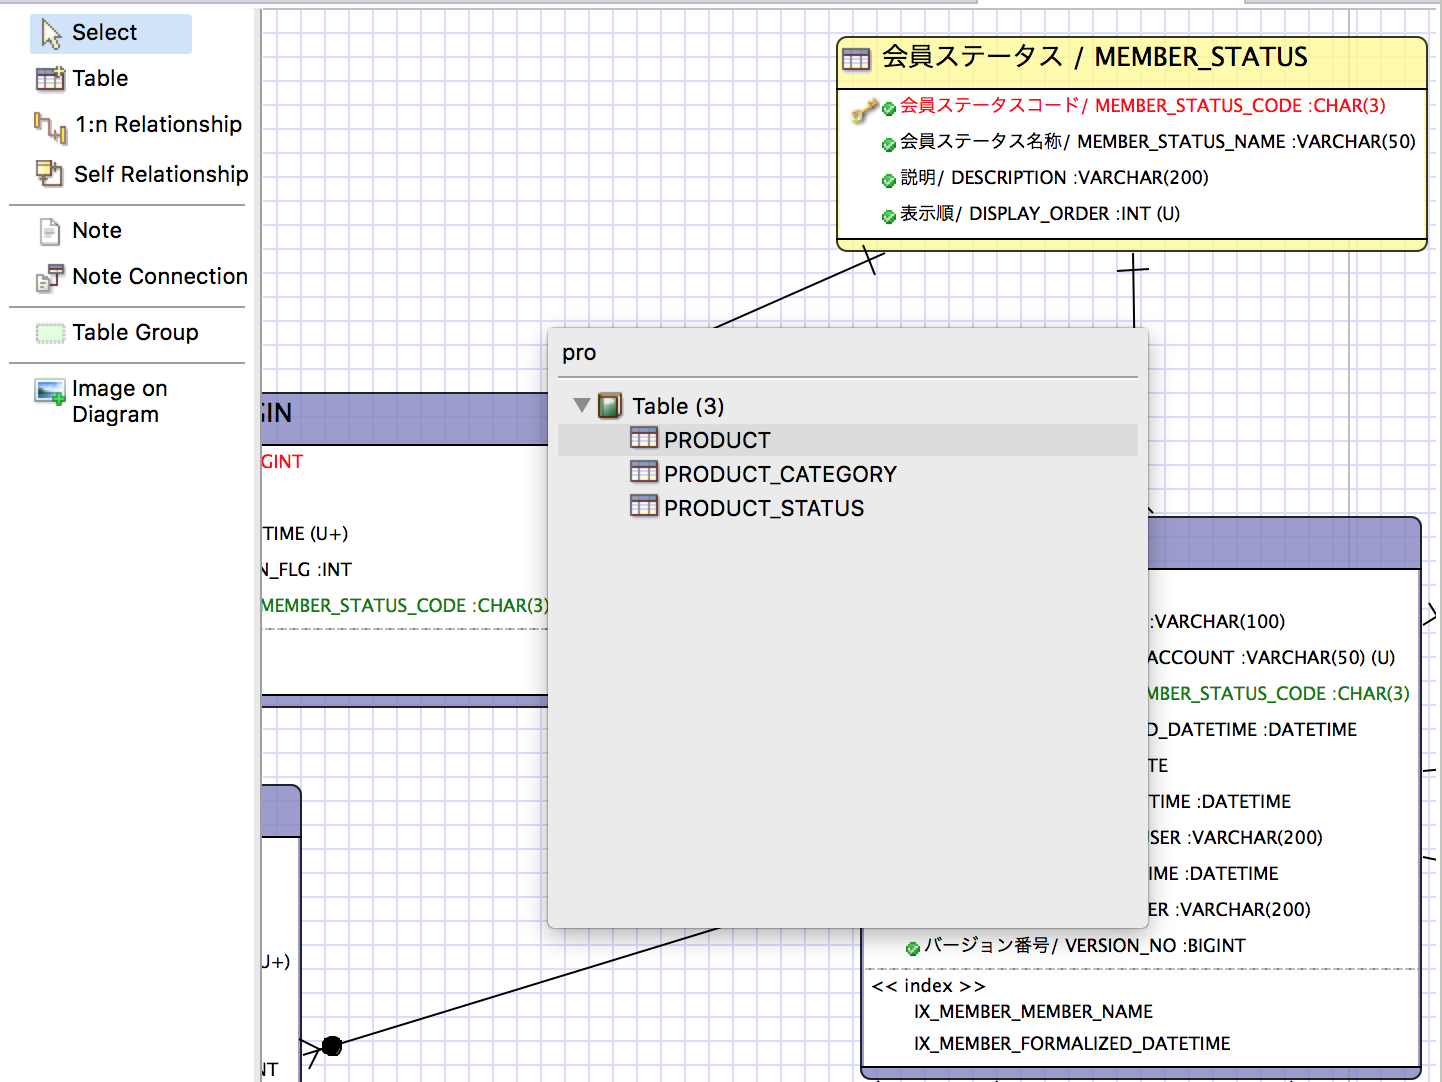 Select
Table
1:n Relationship
Self Relationship
Note
Note Connection
Table Group
Image on
Diagram
会員ステータス / MEMBER_STATUS
会員ステータスコード/ MEMBER_STATUS_CODE :CHAR(3)
会員ステータス名称/ MEMBER_STATUS_NAME :VARCHAR(50)
説明/ DESCRIPTION :VARCHAR(200)
表示順/ DISPLAY_ORDER :INT (U)
pro
Table (3)
PRODUCT
PRODUCT_CATEGORY
PRODUCT_STATUS
GIN
GINT
TIME (U+)
N_FLG :INT
MEMBER_STATUS_CODE :CHAR(3)
U+)
NT
:VARCHAR(100)
ACCOUNT :VARCHAR(50) (U)
MBER_STATUS_CODE :CHAR(3)
D_DATETIME :DATETIME
TE
TIME :DATETIME
USER :VARCHAR(200)
IME :DATETIME
ER :VARCHAR(200)
バージョン番号/ VERSION_NO :BIGINT
<< index >>
IX_MEMBER_MEMBER_NAME
IX_MEMBER_FORMALIZED_DATETIME